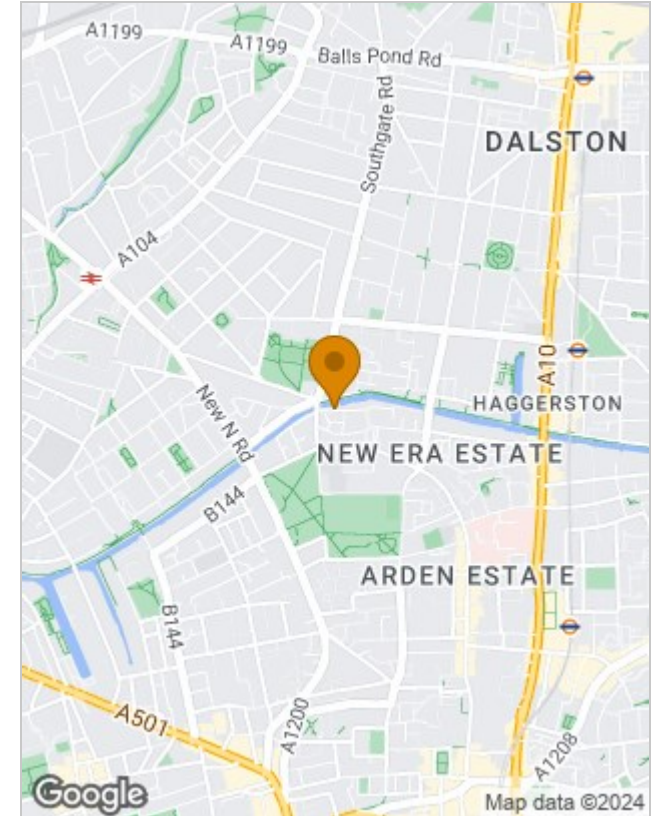 A1199
A1199
Balls Pond Rd
Southgate Rd
DALSTON
A104
A10
New N Rd
HAGGERSTON
NEW ERA ESTATE
B144
ARDEN ESTATE
B144
A501
A1200
A1208
Google
Map data ©2024